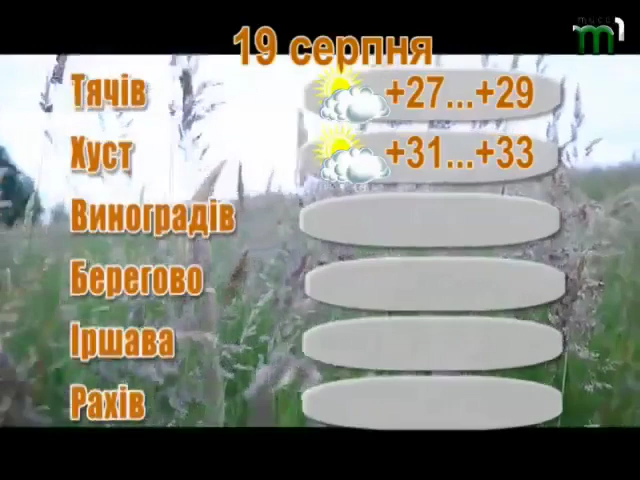 19 серпня
Тячів +27...+29
Хуст +31...+33
Виноградів
Берегово
Іршава
Рахів